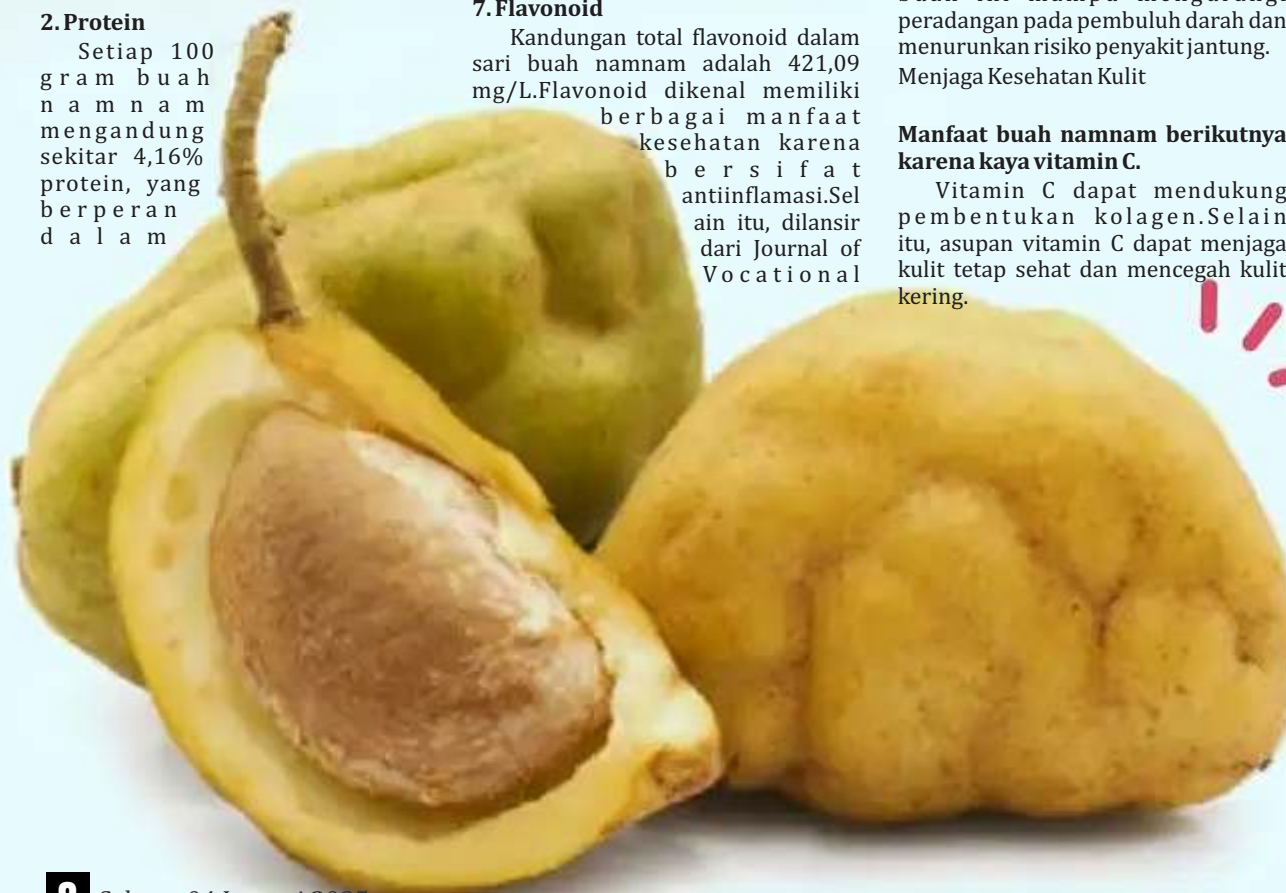 2. Protein
Setiap 100
gram buah
namnam
mengandung
sekitar 4,16%
protein, yang
berperan
dalam
7. Flavonoid
Kandungan total flavonoid dalam
sari buah namnam adalah 421,09
mg/L.Flavonoid dikenal memiliki
berbagai manfaat
kesehatan karena
bersifat
antiinflamasi.Sel
ain itu, dilansir
dari Journal of
Vocational
peradangan pada pembuluh darah dan
menurunkan risiko penyakit jantung.
Menjaga Kesehatan Kulit
Manfaat buah namnam berikutnya
karena kaya vitamin C.
Vitamin C dapat mendukung
pembentukan kolagen.Selain
itu, asupan vitamin C dapat menjaga
kulit tetap sehat dan mencegah kulit
kering.